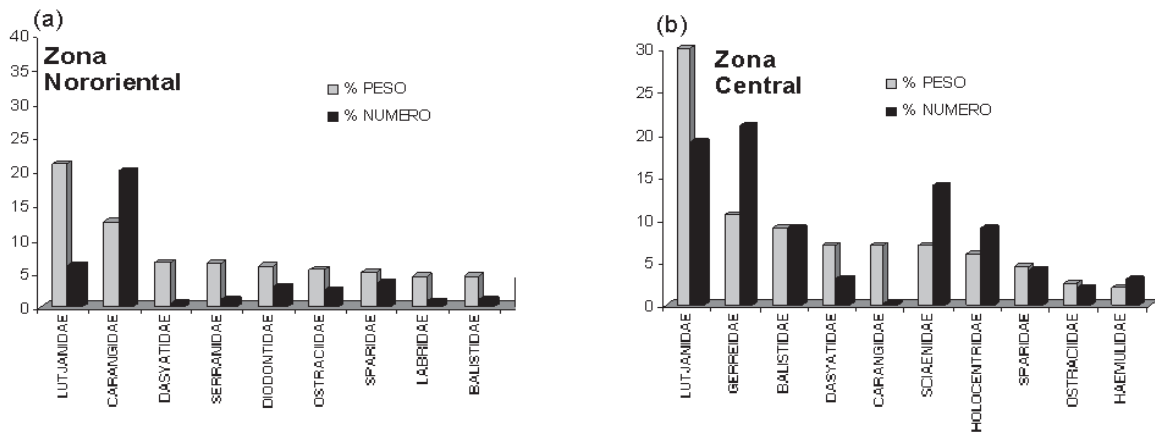 (a)
Zona
Nororiental
% PESO
% NUMERO
40
35
30
25
20
15
10
5
0
LUTJANIDAE
CARANGIDAE
DASYATIDAE
SERRANIDAE
DIODONTIDAE
OSTRACIIDAE
SPARIDAE
LABRIDAE
BALISTIDAE
(b)
Zona
Central
% PESO
% NUMERO
30
25
20
15
10
5
0
LUTJANIDAE
GERREIDAE
BALISTIDAE
DASYATIDAE
CARANGIDAE
SCIAENIDAE
HOLOCENTRIDAE
SPARIDAE
OSTRACIIDAE
HAEMULIDAE